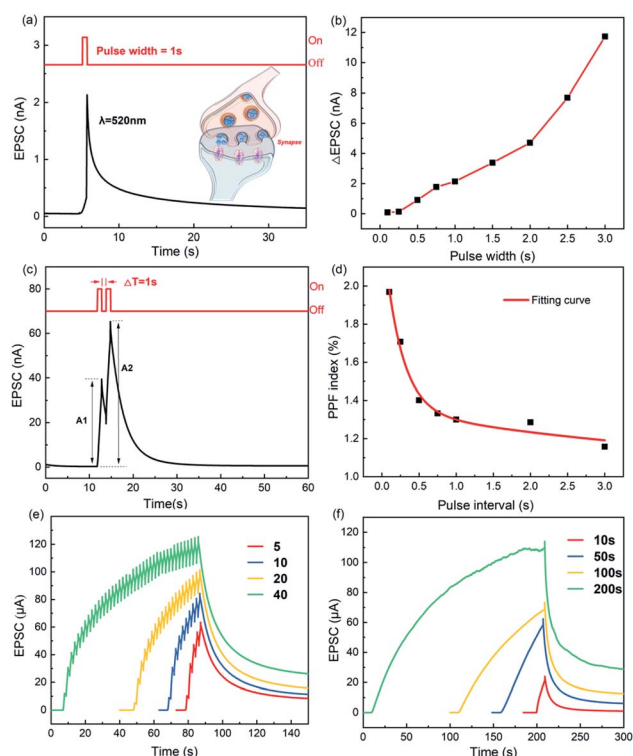 (a)
Pulse width = 1s
On
Off
λ=520nm
Synapse
EPSC (nA)
3
2
1
0
0 10 20 30
Time (s)
(b)
△EPSC (nA)
12
10
8
6
4
2
0
0.0 0.5 1.0 1.5 2.0 2.5 3.0
Pulse width (s)
(c)
△T=1s
On
Off
A1
A2
EPSC (nA)
80
60
40
20
0
0 10 20 30 40 50 60
Time(s)
(d)
Fitting curve
PPF index (%)
2.0
1.8
1.6
1.4
1.2
1.0
0.0 0.5 1.0 1.5 2.0 2.5 3.0
Pulse interval (s)
(e)
5
10
20
40
EPSC (μA)
120
100
80
60
40
20
0
0 20 40 60 80 100 120 140
Time (s)
(f)
10s
50s
100s
200s
EPSC (μA)
120
100
80
60
40
20
0
0 50 100 150 200 250 300
Time (s)